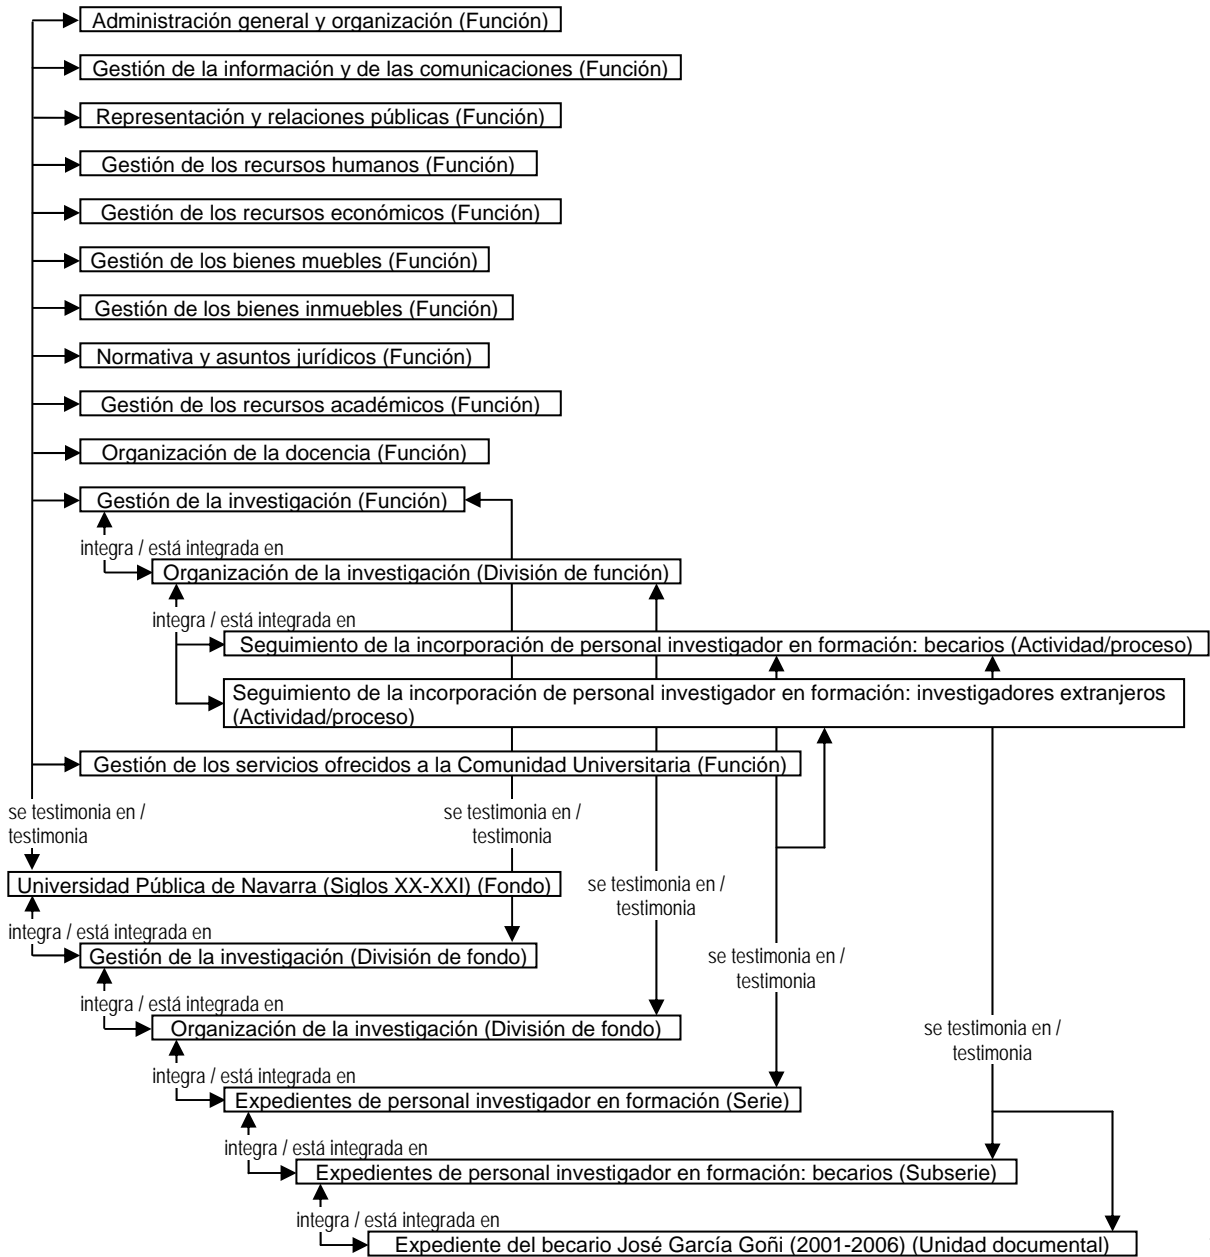 Administración general y organización (Función)
Gestión de la información y de las comunicaciones (Función)
Representación y relaciones públicas (Función)
Gestión de los recursos humanos (Función)
Gestión de los recursos económicos (Función)
Gestión de los bienes muebles (Función)
Gestión de los bienes inmuebles (Función)
Normativa y asuntos jurídicos (Función)
Gestión de los recursos académicos (Función)
Organización de la docencia (Función)
Gestión de la investigación (Función)
integra / está integrada en
Organización de la investigación (División de función)
integra / está integrada en
Seguimiento de la incorporación de personal investigador en formación: becarios (Actividad/proceso)
Seguimiento de la incorporación de personal investigador en formación: investigadores extranjeros
(Actividad/proceso)
Gestión de los servicios ofrecidos a la Comunidad Universitaria (Función)
se testimonia en /
testimonia
se testimonia en /
testimonia
Universidad Pública de Navarra (Siglos XX-XXI) (Fondo)
se testimonia en /
testimonia
integra / está integrada en
Gestión de la investigación (División de fondo)
se testimonia en /
testimonia
integra / está integrada en
Organización de la investigación (División de fondo)
se testimonia en /
testimonia
integra / está integrada en
Expedientes de personal investigador en formación (Serie)
integra / está integrada en
Expedientes de personal investigador en formación: becarios (Subserie)
integra / está integrada en
Expediente del becario José García Goñi (2001-2006) (Unidad documental)